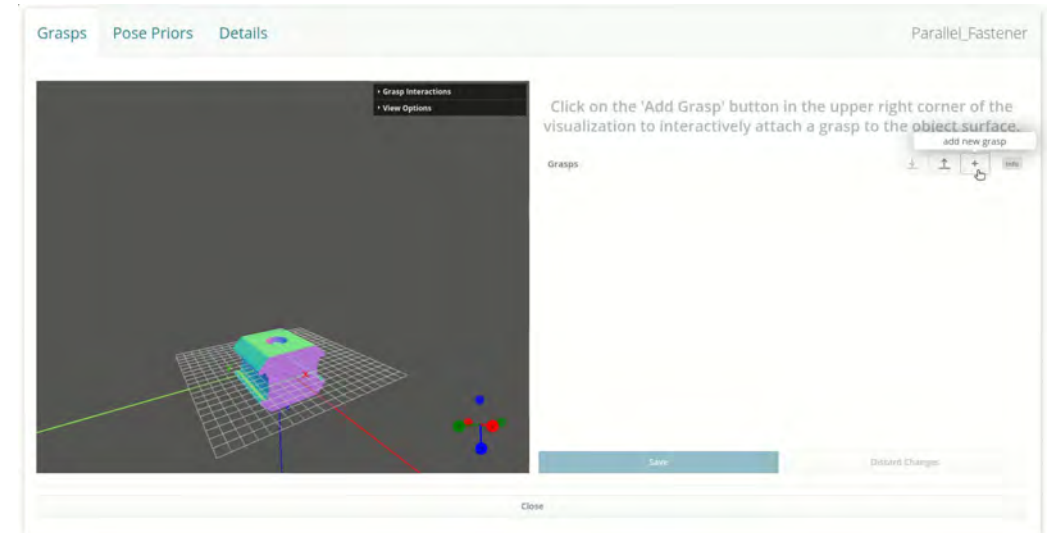 Grasps Pose Priors Details Parallel_Fastener
Grasp Interactions
View Options
Click on the 'Add Grasp' button in the upper right corner of the
visualization to interactively attach a grasp to the object surface.
add new grasp
Grasps
Info
Save Discard Changes
Close